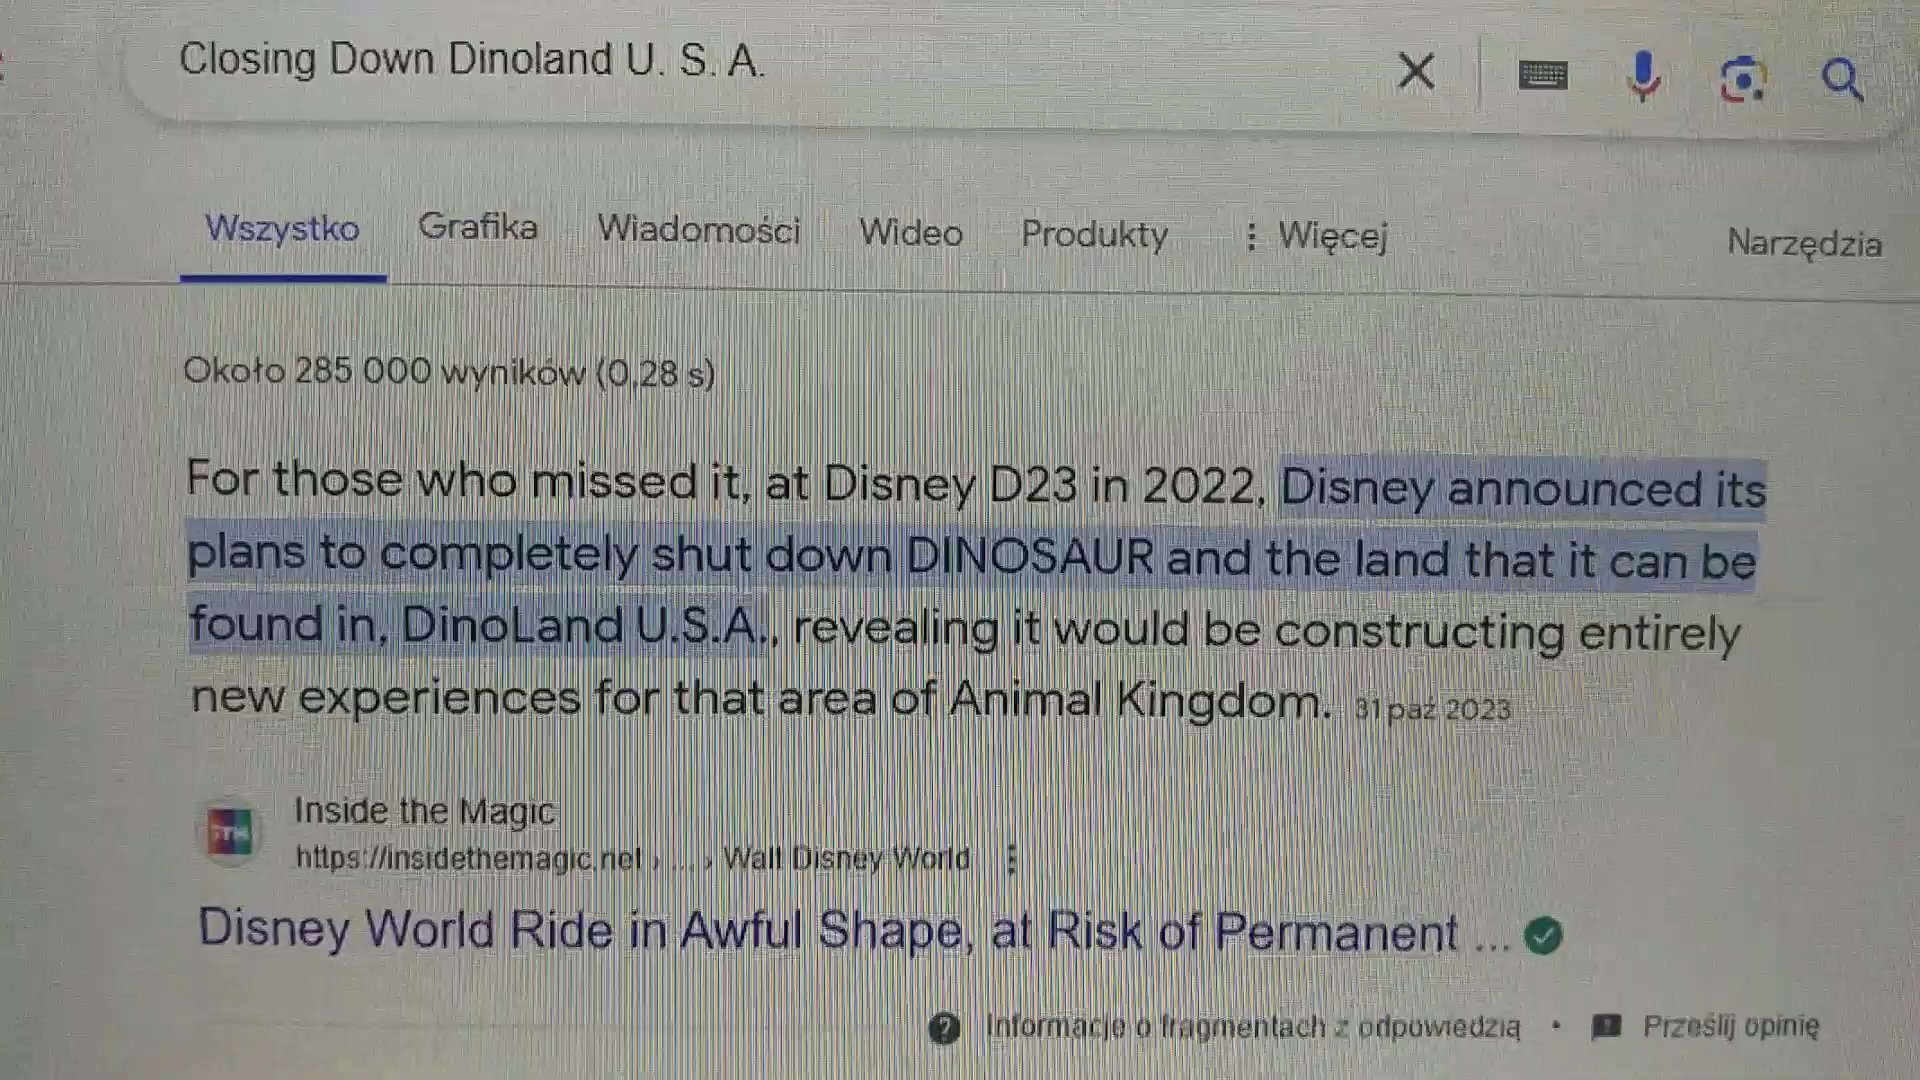 Closing Down Dinoland U. S. A.
Wszystko Grafika Wiadomości Wideo Produkty Więcej Narzędzia
Około 285 000 wyników (0,28 s)
For those who missed it, at Disney D23 in 2022, Disney announced its
plans to completely shut down DINOSAUR and the land that it can be
found in, DinoLand U.S.A., revealing it would be constructing entirely
new experiences for that area of Animal Kingdom. 31 paź 2023
Inside the Magic
https://insidethemagic.net › ... › Walt Disney World
Disney World Ride in Awful Shape, at Risk of Permanent ...
Informacje o fragmentach z odpowiedzią • Prześlij opinię